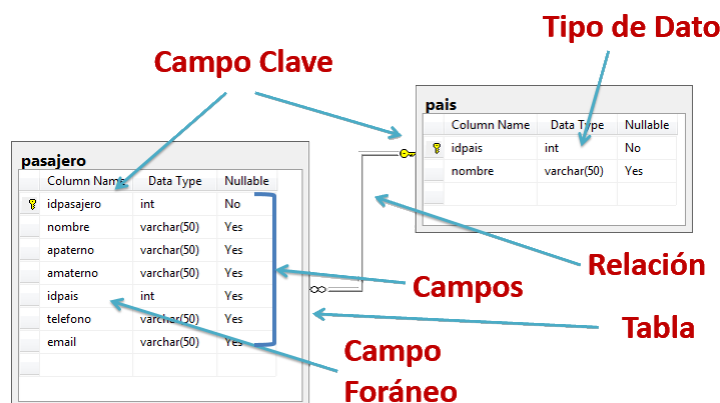 Tipo de Dato
Campo Clave
pais
Column Name Data Type Nullable
idpais int No
nombre varchar(50) Yes
pasajero
Column Name Data Type Nullable
idpasajero int No
nombre varchar(50) Yes
apaterno varchar(50) Yes
amaterno varchar(50) Yes
idpais int Yes
telefono varchar(50) Yes
email varchar(50) Yes
Relación
Campos
Tabla
Campo
Foráneo